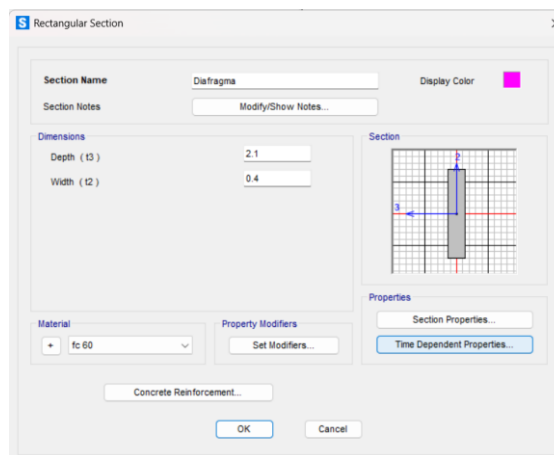 S Rectangular Section
Section Name Diafragma Display Color
Section Notes Modify/Show Notes...
Dimensions
Depth ( t3 ) 2.1
Width ( t2 ) 0.4
Section
2
3
Properties
Section Properties...
Time Dependent Properties...
Material
+ fc 60
Property Modifiers
Set Modifiers...
Concrete Reinforcement...
OK Cancel